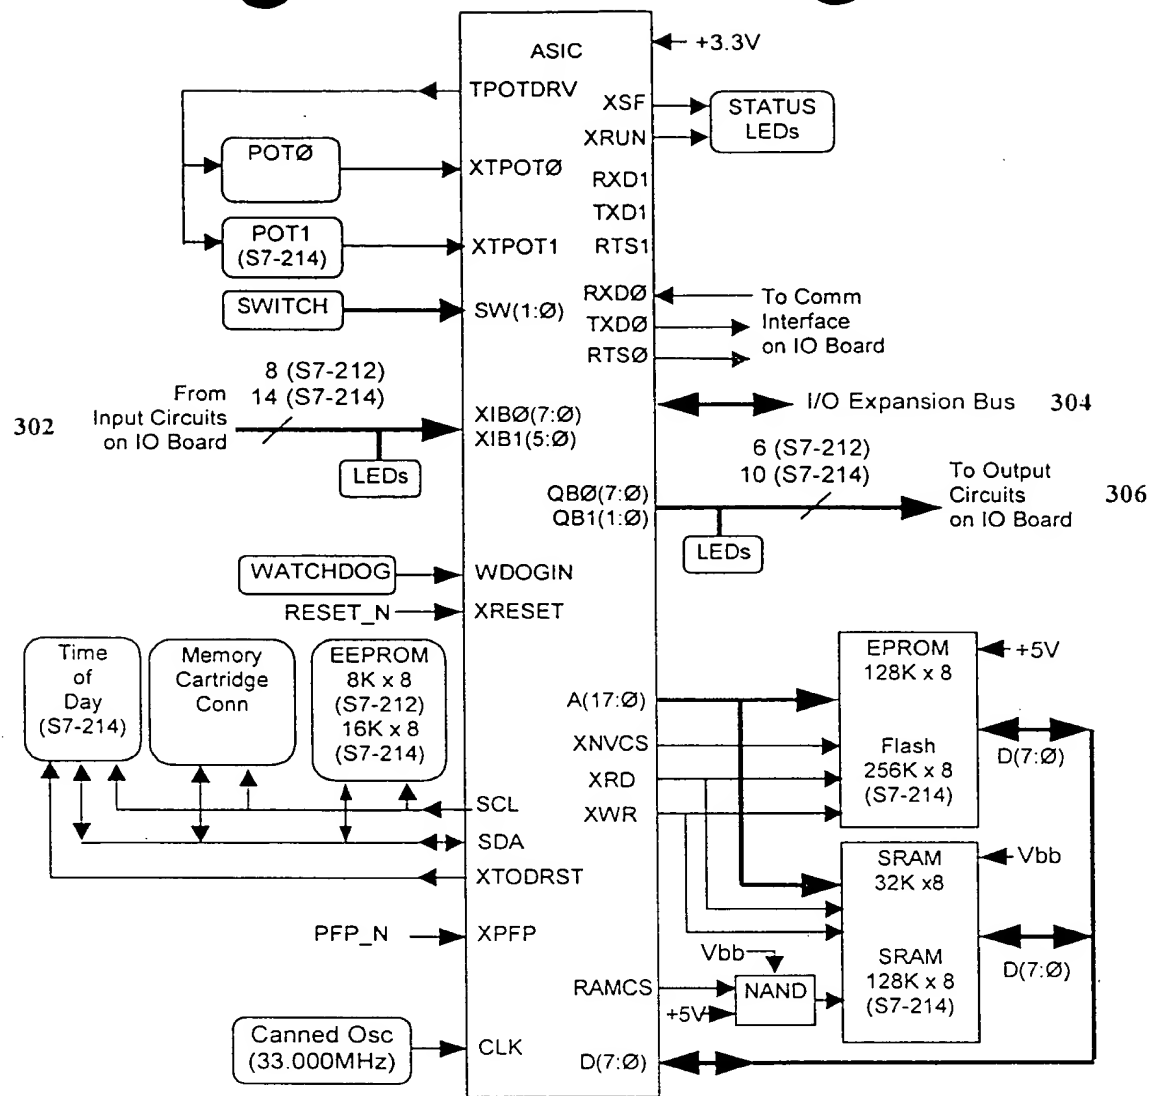 ASIC
+3.3V
TPOTDRV
XSF
STATUS
LEDs
XRUN
POTØ
XTPOTØ
RXD1
TXD1
POT1
(S7-214)
XTPOT1
RTS1
SWITCH
SW(1:Ø)
RXDØ
TXDØ
RTSØ
To Comm
Interface
on IO Board
8 (S7-212)
14 (S7-214)
302
From
Input Circuits
on IO Board
XIBØ(7:Ø)
XIB1(5:Ø)
LEDs
I/O Expansion Bus 304
6 (S7-212)
10 (S7-214)
QBØ(7:Ø)
QB1(1:Ø)
LEDs
To Output
Circuits
on IO Board
306
WATCHDOG
WDOGIN
RESET_N
XRESET
Time
of
Day
(S7-214)
Memory
Cartridge
Conn
EEPROM
8K x 8
(S7-212)
16K x 8
(S7-214)
SCL
SDA
XTODRST
PFP_N
XPFP
Canned Osc
(33.000MHz)
CLK
A(17:Ø)
XNVCS
XRD
XWR
EPROM
128K x 8
Flash
256K x 8
(S7-214)
+5V
D(7:Ø)
SRAM
32K x8
SRAM
128K x 8
(S7-214)
Vbb
D(7:Ø)
Vbb
RAMCS
NAND
+5V
D(7:Ø)